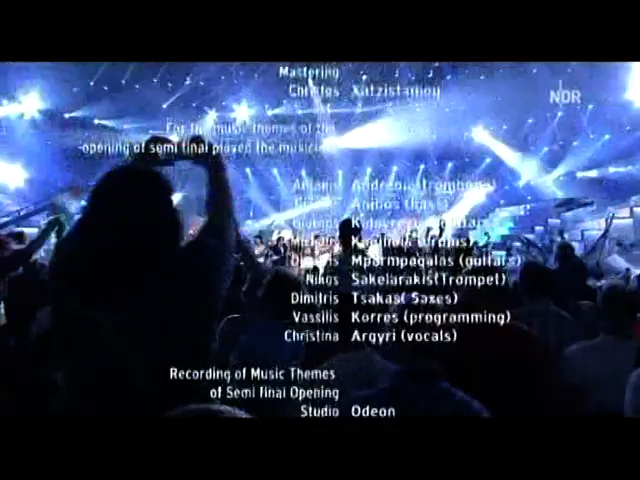 Mastering
Christos Xatzistamou
NDR
For the music themes of the
opening of semi final played the musicians
Andreou (trombone)
(drums)
Mpormpagalas (guitars)
Nikos Sakelarakis(Trompet)
Dimitris Tsakas( Saxes)
Vassilis Korres (programming)
Christina Argyri (vocals)
Recording of Music Themes
of Semi final Opening
Studio Odeon